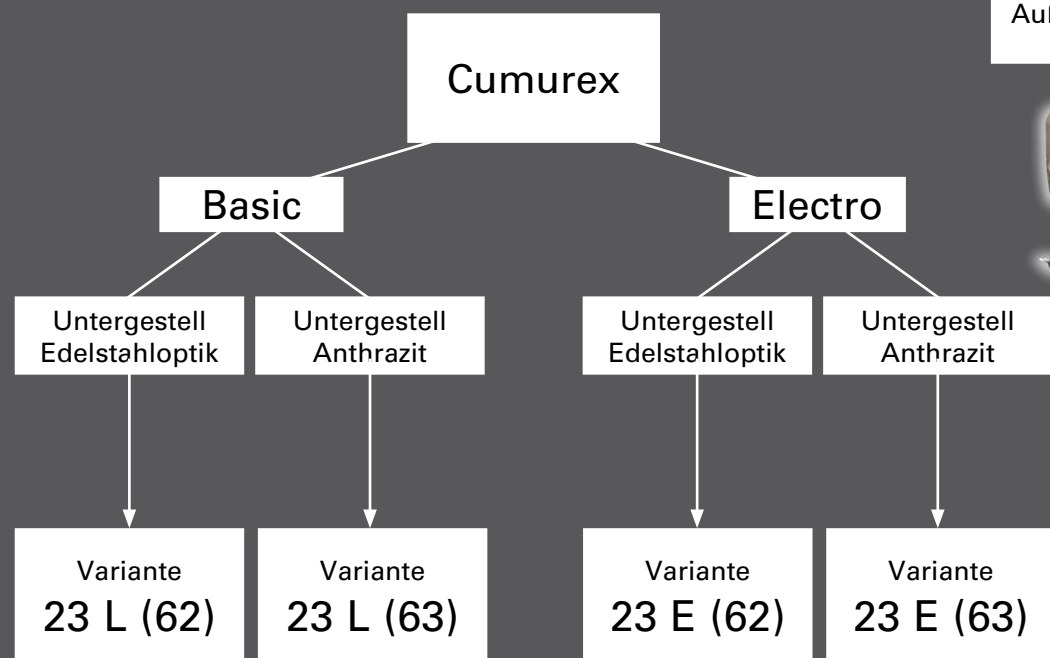 Cumurex
Basic
Electro
Untergestell
Edelstahloptik
Untergestell
Anthrazit
Untergestell
Edelstahloptik
Untergestell
Anthrazit
Variante
23 L (62)
Variante
23 L (63)
Variante
23 E (62)
Variante
23 E (63)